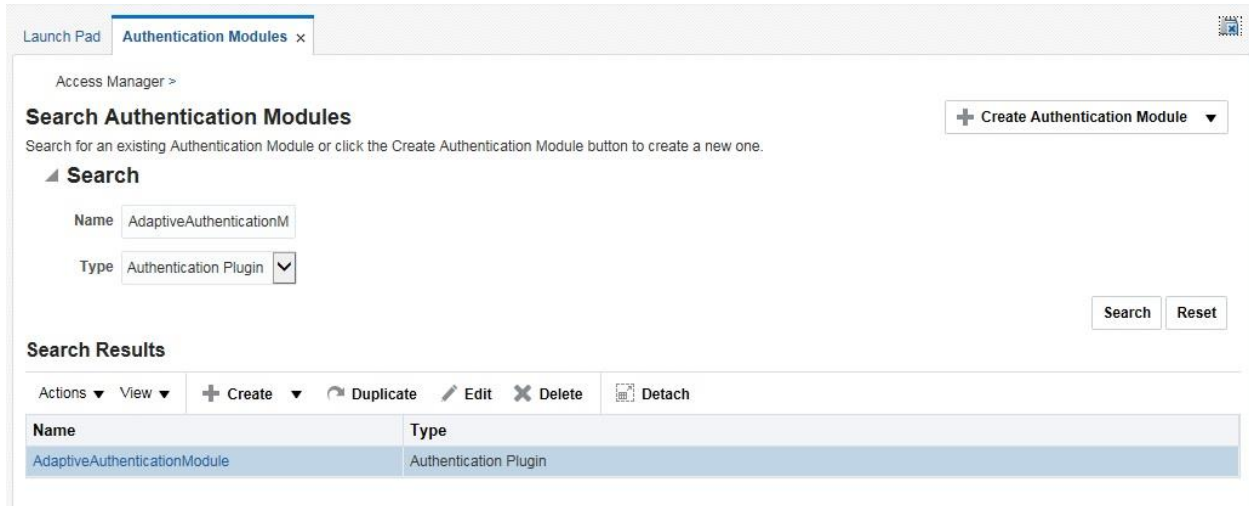 Launch Pad Authentication Modules x
Access Manager >
Search Authentication Modules
Create Authentication Module
Search for an existing Authentication Module or click the Create Authentication Module button to create a new one.
Search
Name AdaptiveAuthenticationM
Type Authentication Plugin
Search Reset
Search Results
Actions View Create Duplicate Edit Delete Detach
Name Type
AdaptiveAuthenticationModule Authentication Plugin